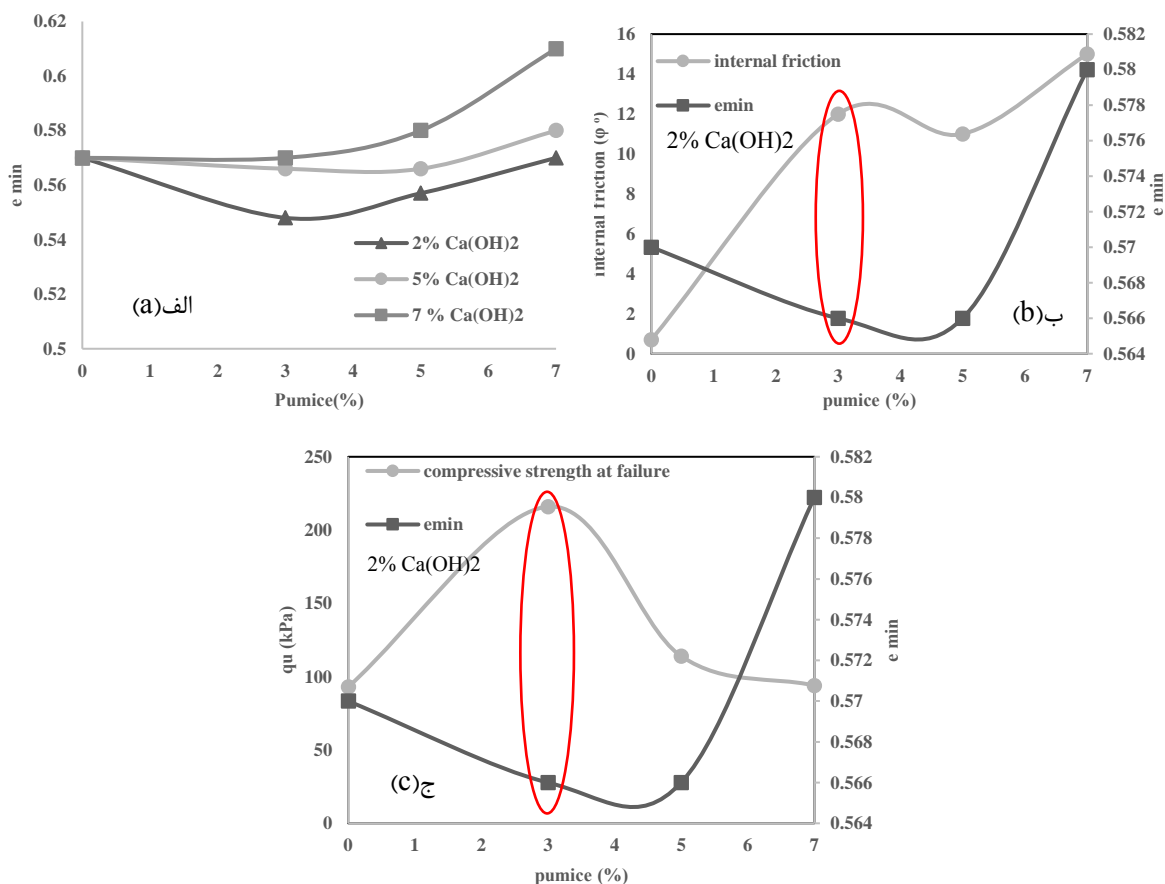 0.62
0.6
0.58
0.56
0.54
0.52
0.5
e min
2% Ca(OH)2
5% Ca(OH)2
7 % Ca(OH)2
الف(a)
0 1 2 3 4 5 6 7
Pumice(%)
16
14
12
10
8
6
4
2
0
internal friction (φ º)
internal friction
emin
2% Ca(OH)2
ب(b)
0.582
0.58
0.578
0.576
0.574
0.572
0.57
0.568
0.566
0.564
e min
0 1 2 3 4 5 6 7
pumice (%)
250
200
150
100
50
0
qu (kPa)
compressive strength at failure
emin
2% Ca(OH)2
ج(c)
0.582
0.58
0.578
0.576
0.574
0.572
0.57
0.568
0.566
0.564
e min
0 1 2 3 4 5 6 7
pumice (%)